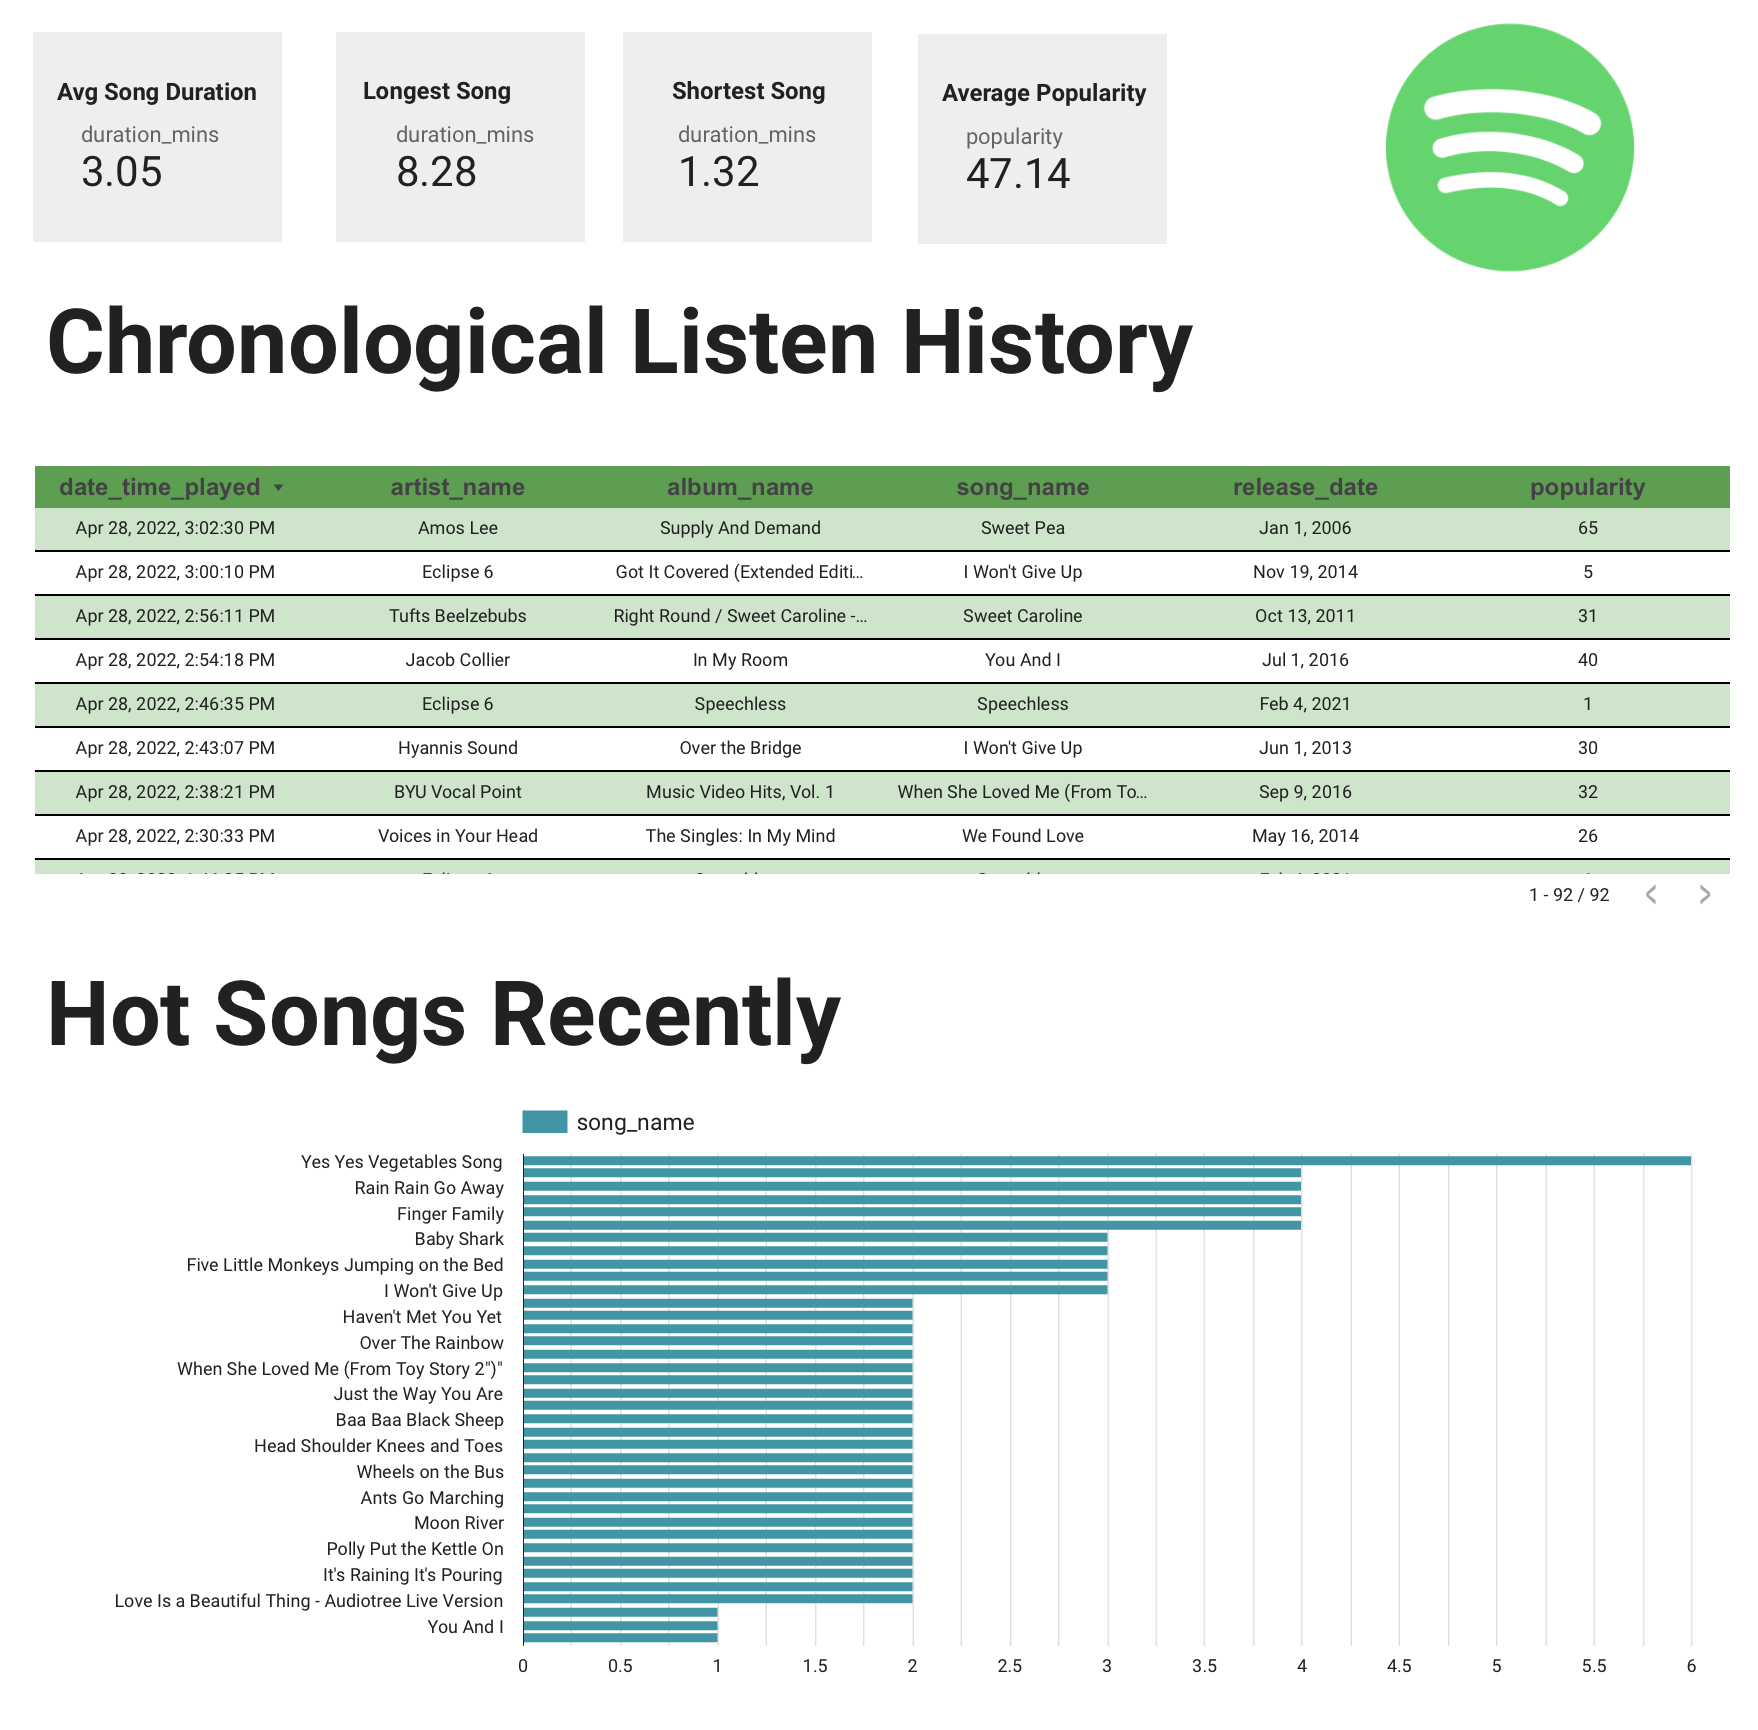 Avg Song Duration
duration_mins
3.05
Longest Song
duration_mins
8.28
Shortest Song
duration_mins
1.32
Average Popularity
popularity
47.14
Chronological Listen History
date_time_played artist_name album_name song_name release_date popularity
Apr 28, 2022, 3:02:30 PM Amos Lee Supply And Demand Sweet Pea Jan 1, 2006 65
Apr 28, 2022, 3:00:10 PM Eclipse 6 Got It Covered (Extended Editi... I Won't Give Up Nov 19, 2014 5
Apr 28, 2022, 2:56:11 PM Tufts Beelzebubs Right Round / Sweet Caroline -... Sweet Caroline Oct 13, 2011 31
Apr 28, 2022, 2:54:18 PM Jacob Collier In My Room You And I Jul 1, 2016 40
Apr 28, 2022, 2:46:35 PM Eclipse 6 Speechless Speechless Feb 4, 2021 1
Apr 28, 2022, 2:43:07 PM Hyannis Sound Over the Bridge I Won't Give Up Jun 1, 2013 30
Apr 28, 2022, 2:38:21 PM BYU Vocal Point Music Video Hits, Vol. 1 When She Loved Me (From To... Sep 9, 2016 32
Apr 28, 2022, 2:30:33 PM Voices in Your Head The Singles: In My Mind We Found Love May 16, 2014 26
1 - 92 / 92
Hot Songs Recently
song_name
Yes Yes Vegetables Song
Rain Rain Go Away
Finger Family
Baby Shark
Five Little Monkeys Jumping on the Bed
I Won't Give Up
Haven't Met You Yet
Over The Rainbow
When She Loved Me (From Toy Story 2")"
Just the Way You Are
Baa Baa Black Sheep
Head Shoulder Knees and Toes
Wheels on the Bus
Ants Go Marching
Moon River
Polly Put the Kettle On
It's Raining It's Pouring
Love Is a Beautiful Thing - Audiotree Live Version
You And I
0 0.5 1 1.5 2 2.5 3 3.5 4 4.5 5 5.5 6